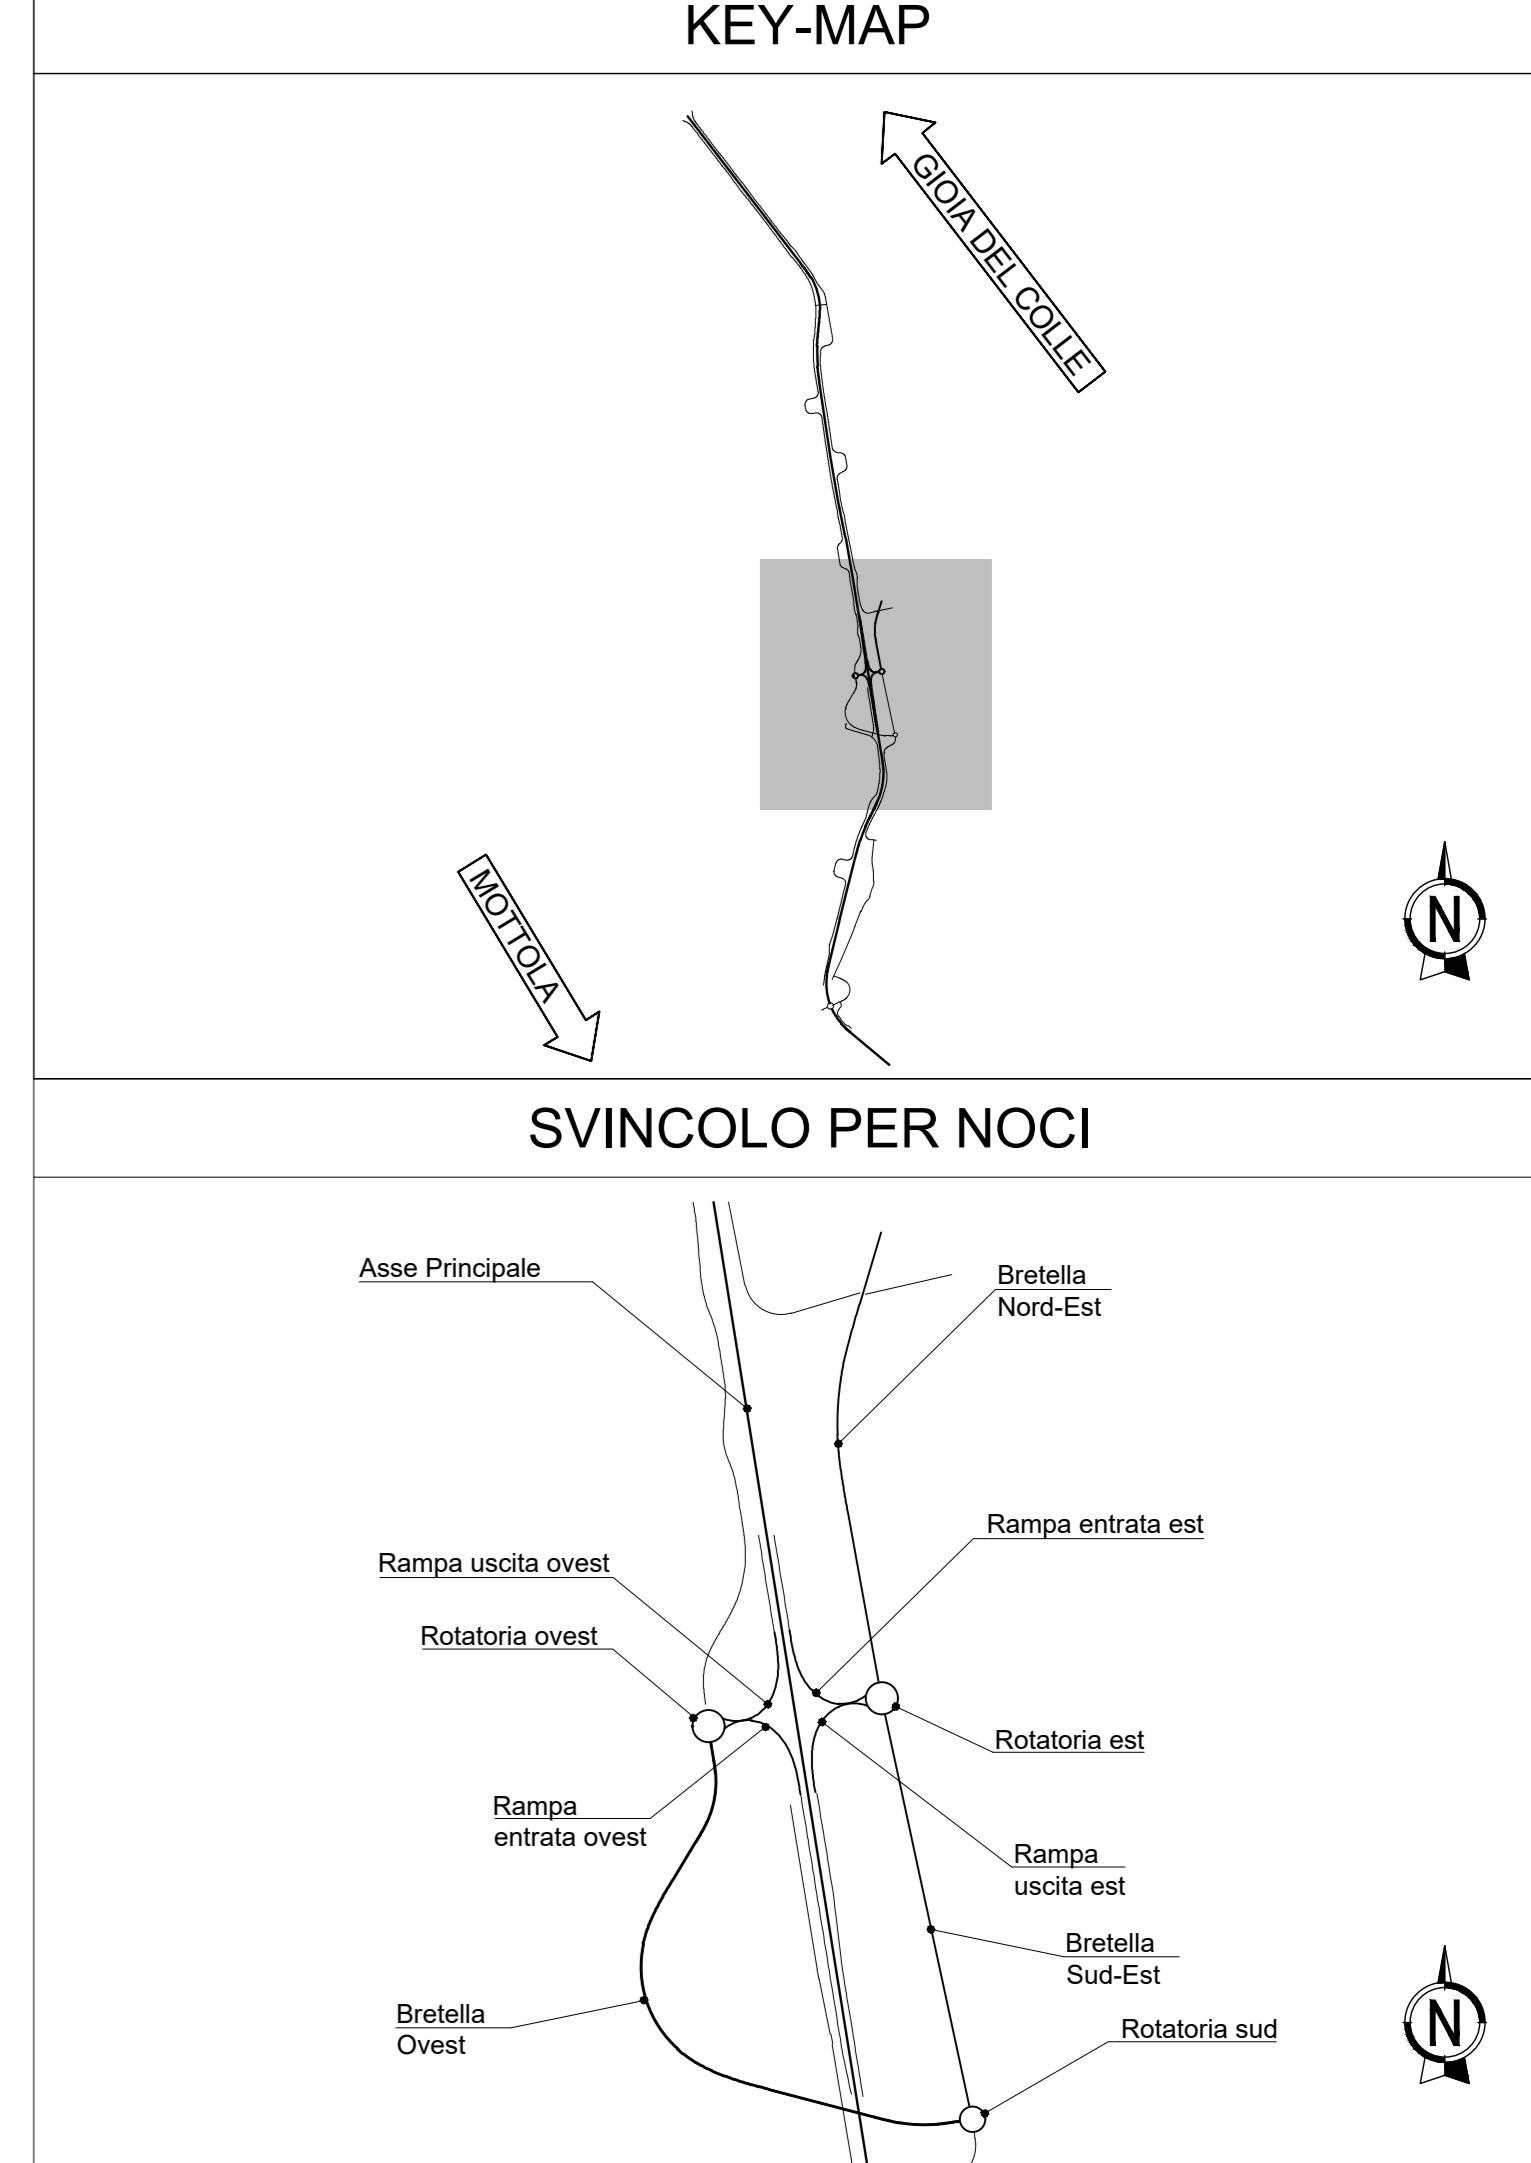 KEY-MAP
GIOIA DEL COLLE
MOTTOLA
N
SVINCOLO PER NOCI
Asse Principale
Bretella
Nord-Est
Rampa entrata est
Rampa uscita ovest
Rotatoria ovest
Rotatoria est
Rampa
entrata ovest
Rampa
uscita est
Bretella
Sud-Est
Bretella
Ovest
Rotatoria sud
N